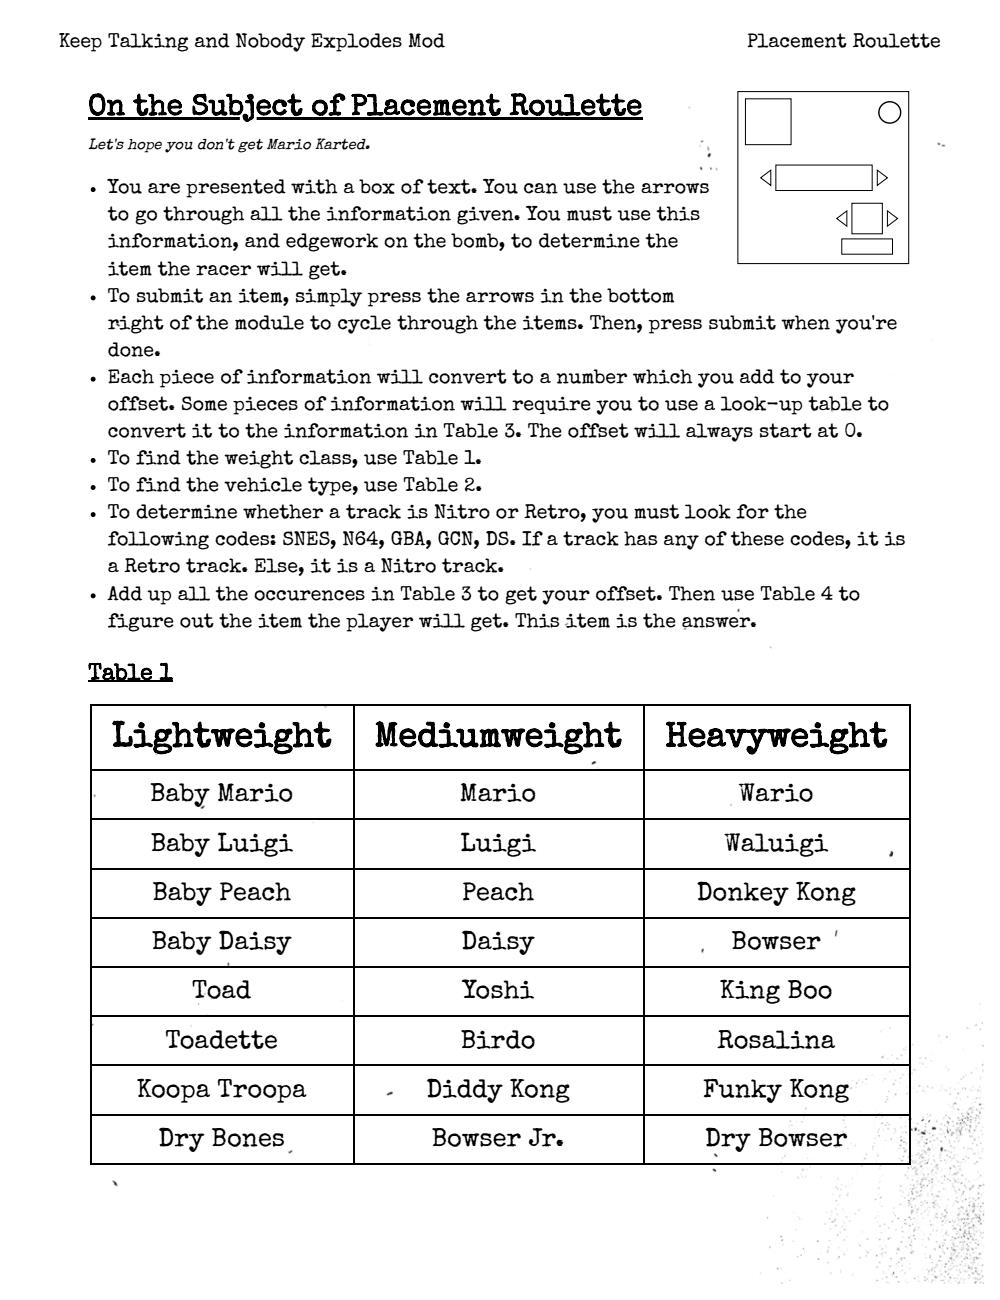 Keep Talking and Nobody Explodes Mod
Placement Roulette
On the Subject of Placement Roulette
Let's hope you don't get Mario Karted.
• You are presented with a box of text. You can use the arrows
to go through all the information given. You must use this
information, and edgework on the bomb, to determine the
item the racer will get.
• To submit an item, simply press the arrows in the bottom
right of the module to cycle through the items. Then, press submit when you're
done.
• Each piece of information will convert to a number which you add to your
offset. Some pieces of information will require you to use a look-up table to
convert it to the information in Table 3. The offset will always start at 0.
• To find the weight class, use Table 1.
• To find the vehicle type, use Table 2.
• To determine whether a track is Nitro or Retro, you must look for the
following codes: SNES, N64, GBA, GCN, DS. If a track has any of these codes, it is
a Retro track. Else, it is a Nitro track.
• Add up all the occurences in Table 3 to get your offset. Then use Table 4 to
figure out the item the player will get. This item is the answer.
Table 1
Lightweight Mediumweight Heavyweight
Baby Mario Mario Wario
Baby Luigi Luigi Waluigi
Baby Peach Peach Donkey Kong
Baby Daisy Daisy Bowser
Toad Yoshi King Boo
Toadette Birdo Rosalina
Koopa Troopa Diddy Kong Funky Kong
Dry Bones Bowser Jr. Dry Bowser